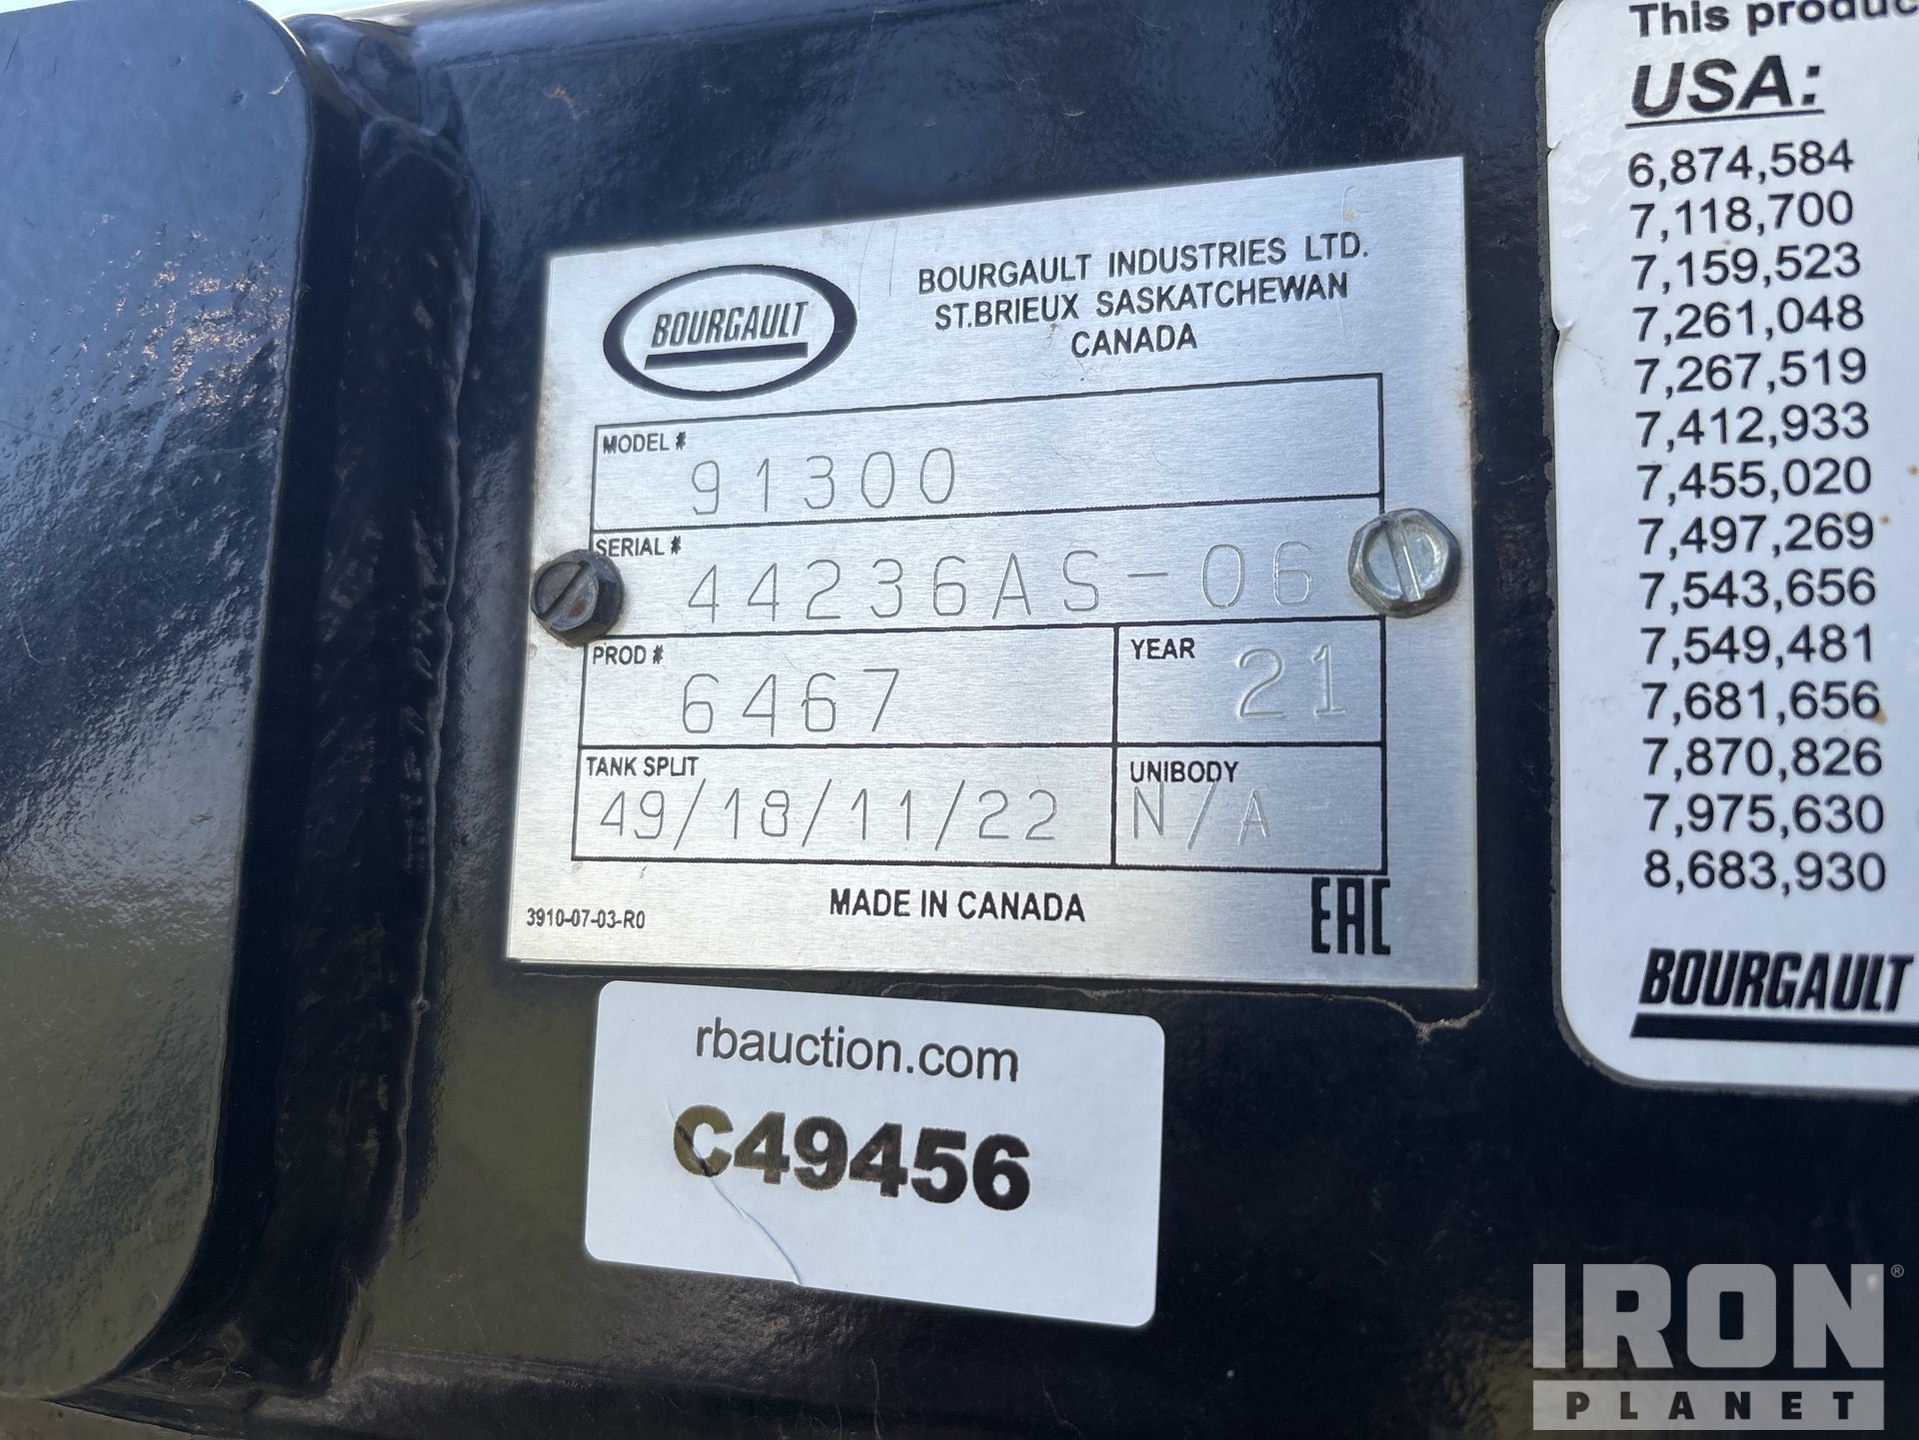 BOURGAULT
BOURGAULT INDUSTRIES LTD.
ST.BRIEUX SASKATCHEWAN
CANADA
MODEL # 91300
SERIAL # 44236AS-06
PROD # 6467
YEAR 21
TANK SPLIT 49/18/11/22
UNIBODY N/A
MADE IN CANADA
3910-07-03-R0
EAC
rbauction.com
C49456
This
USA:
6,874,584
7,118,700
7,159,523
7,261,048
7,267,519
7,412,933
7,455,020
7,497,269
7,543,656
7,549,481
7,681,656
7,870,826
7,975,630
8,683,930
BOURGAULT
IRON®
PLANET